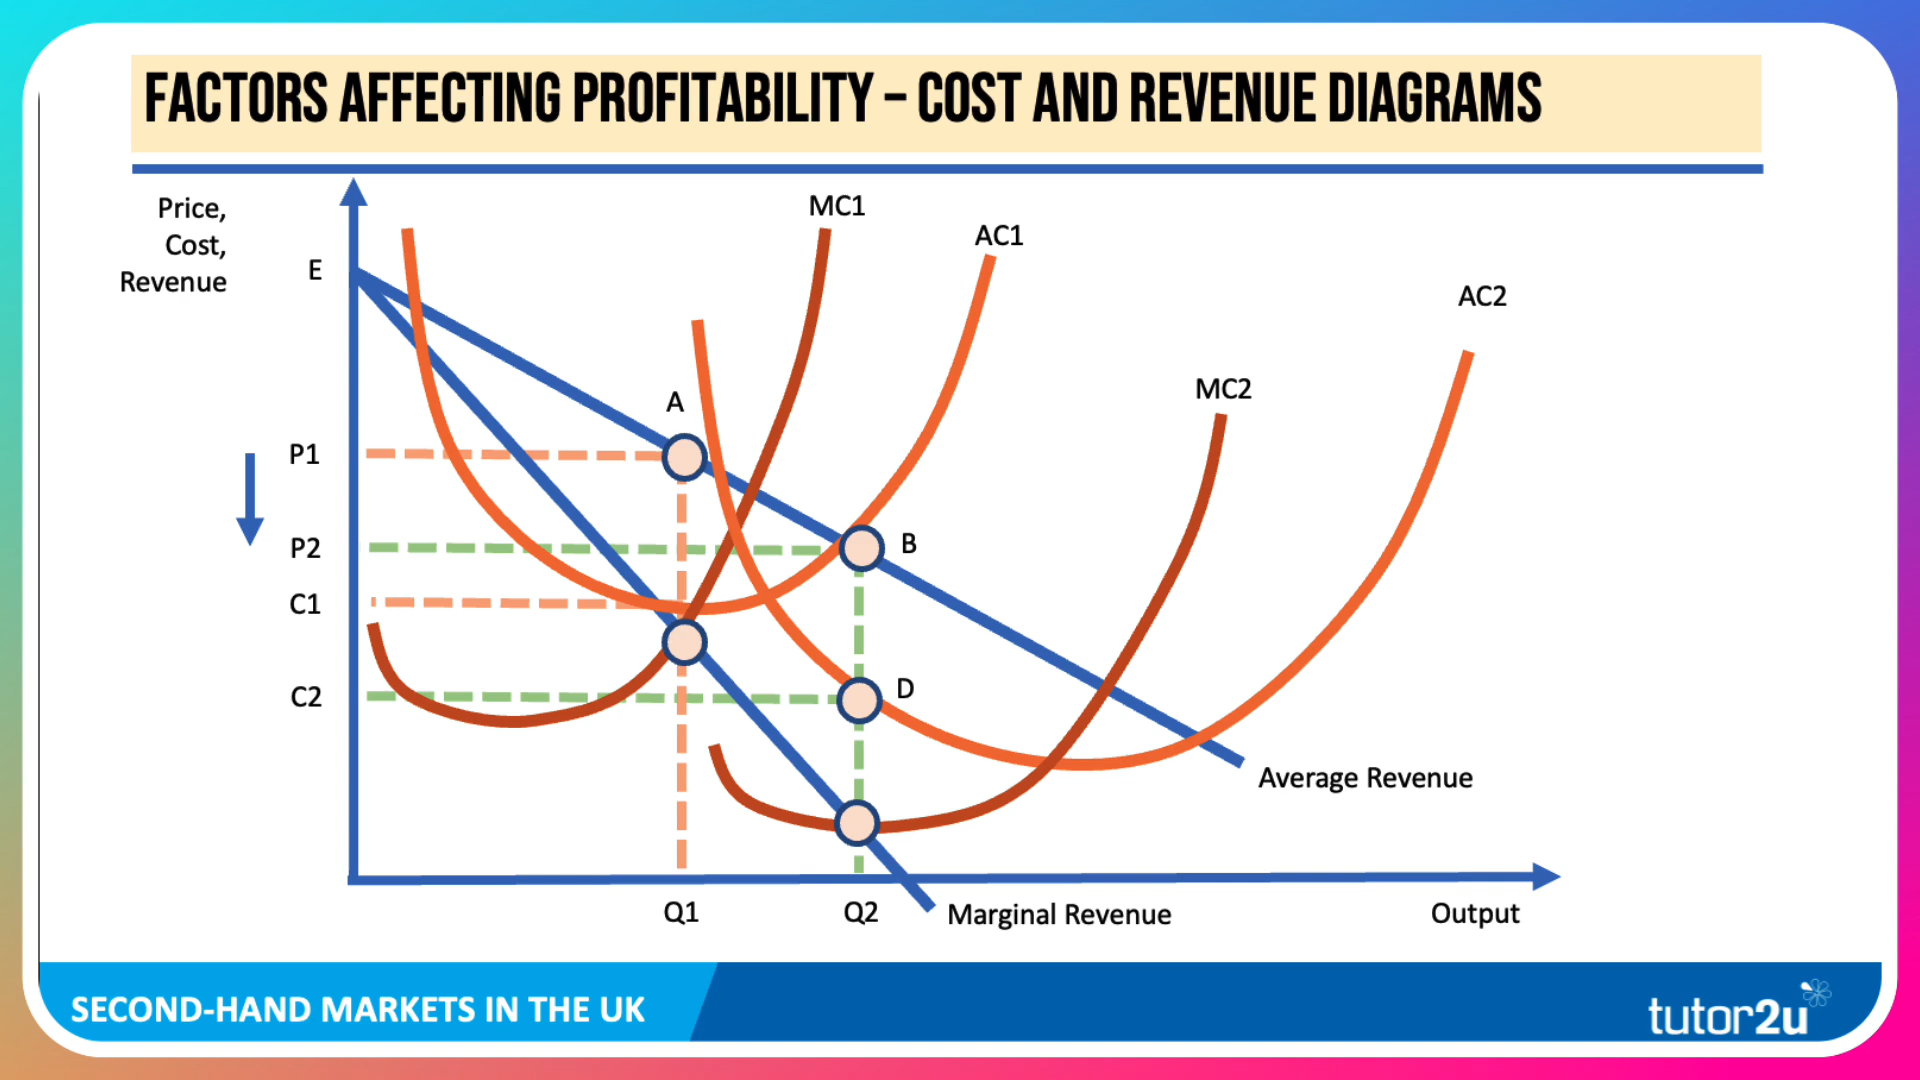 FACTORS AFFECTING PROFITABILITY – COST AND REVENUE DIAGRAMS
Price,
Cost,
Revenue
E
MC1
AC1
AC2
MC2
A
P1
P2
B
C1
C2
D
Average Revenue
Q1
Q2
Marginal Revenue
Output
SECOND-HAND MARKETS IN THE UK
tutor2u